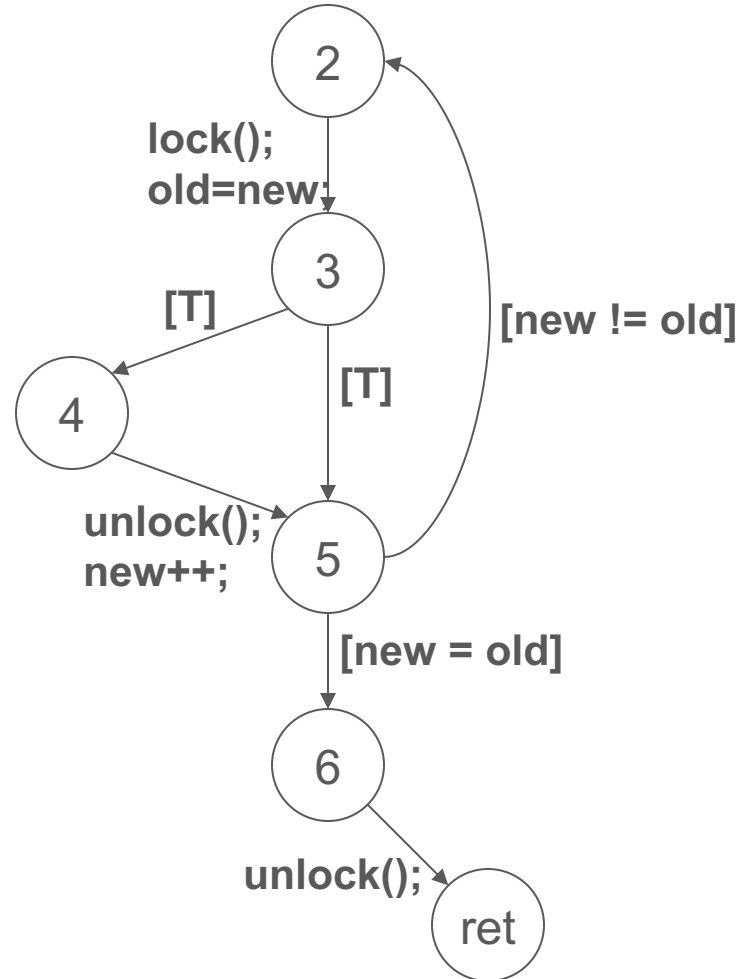 2
lock();
old=new;
3
[T]
[new != old]
[T]
4
unlock();
new++;
5
[new = old]
6
unlock();
ret